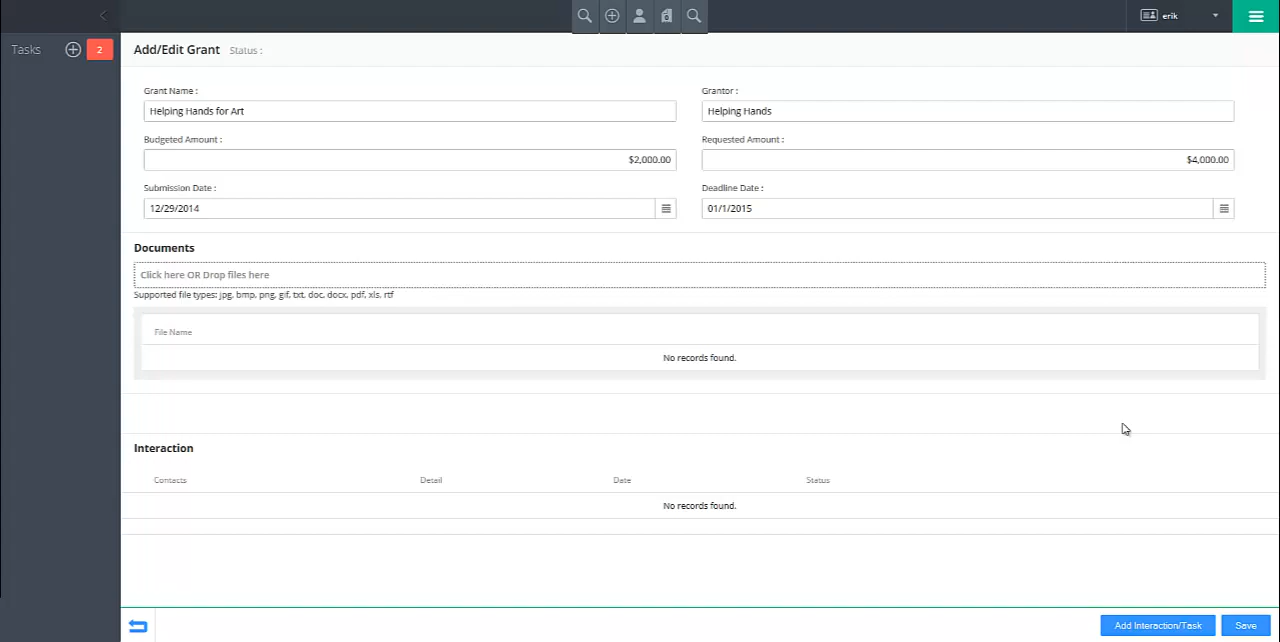 erik
Tasks 2
Add/Edit Grant Status :
Grant Name : Grantor :
Helping Hands for Art Helping Hands
Budgeted Amount : Requested Amount :
$2,000.00 $4,000.00
Submission Date : Deadline Date :
12/29/2014 01/1/2015
Documents
Click here OR Drop files here
Supported file types: jpg, bmp, png, gif, txt, doc, docx, pdf, xls, rtf
File Name
No records found.
Interaction
Contacts Detail Date Status
No records found.
Add Interaction/Task Save